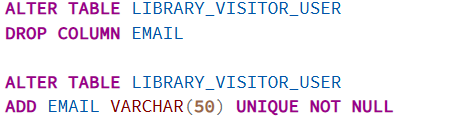 ALTER TABLE LIBRARY_VISITOR_USER
DROP COLUMN EMAIL
ALTER TABLE LIBRARY_VISITOR_USER
ADD EMAIL VARCHAR(50) UNIQUE NOT NULL